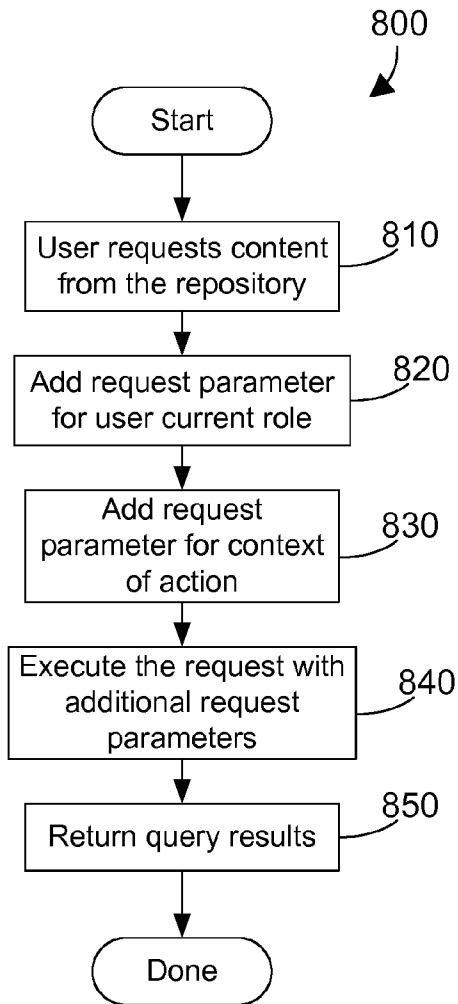 800
Start
User requests content
from the repository
810
Add request parameter
for user current role
820
Add request
parameter for context
of action
830
Execute the request with
additional request
parameters
840
Return query results
850
Done